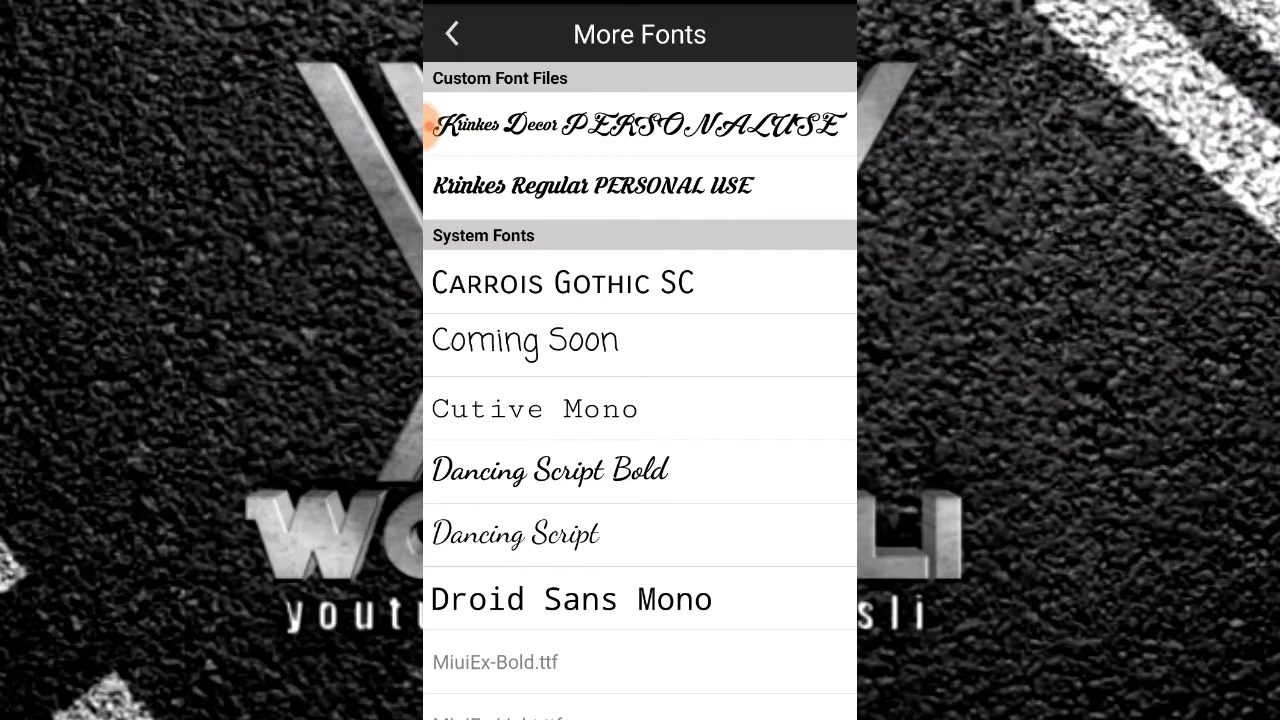 More Fonts
Custom Font Files
Krinkes Decor PERSONALUSE
Krinkes Regular PERSONAL USE
System Fonts
Carrois Gothic SC
Coming Soon
Cutive Mono
Dancing Script Bold
Dancing Script
Droid Sans Mono
MiuiEx-Bold.ttf